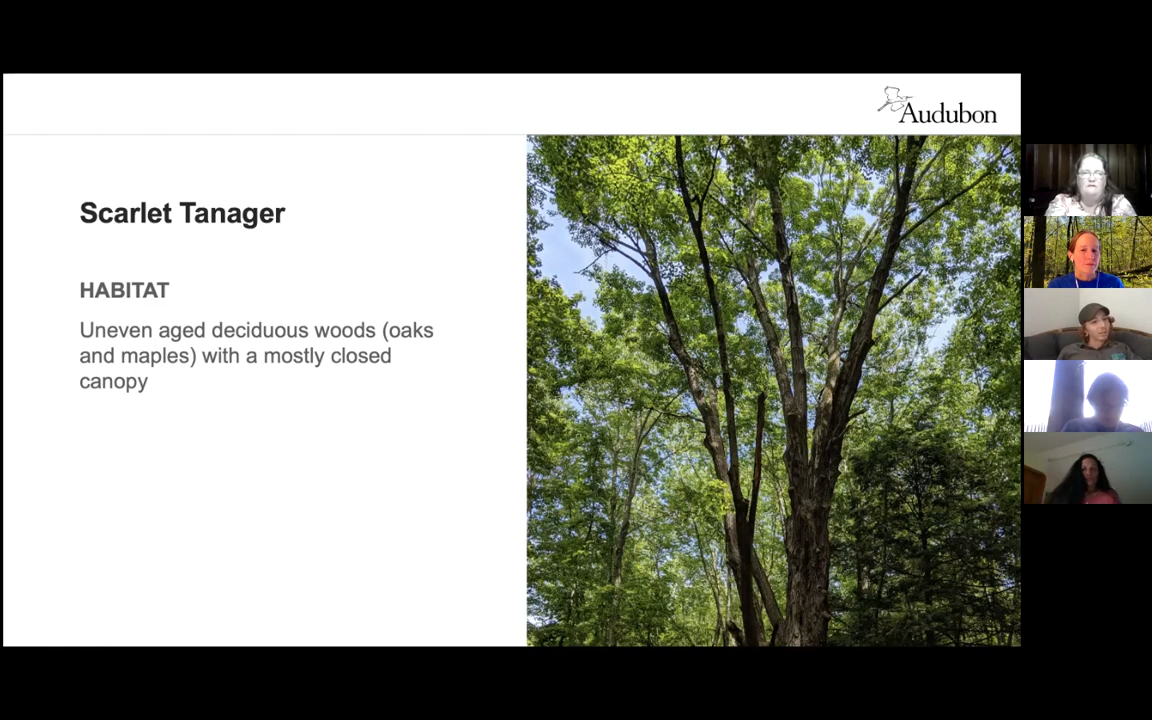 Audubon
Scarlet Tanager
HABITAT
Uneven aged deciduous woods (oaks
and maples) with a mostly closed
canopy